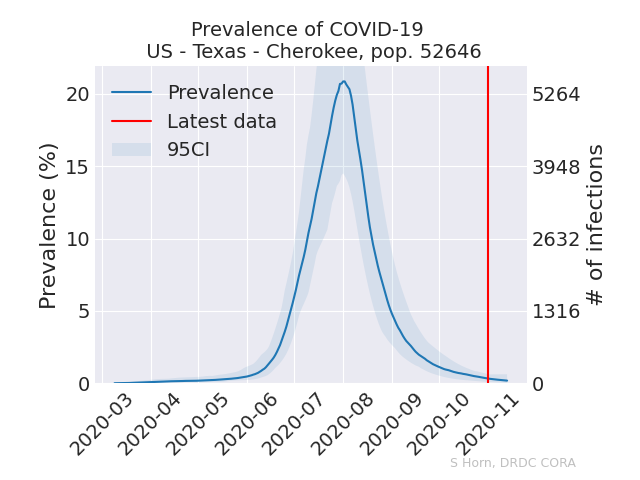 Prevalence of COVID-19
US - Texas - Cherokee, pop. 52646
Prevalence
Latest data
95CI
Prevalence (%)
20
15
10
5
0
5264
3948
2632
1316
0
# of infections
2020-03
2020-04
2020-05
2020-06
2020-07
2020-08
2020-09
2020-10
2020-11
S Horn, DRDC CORA